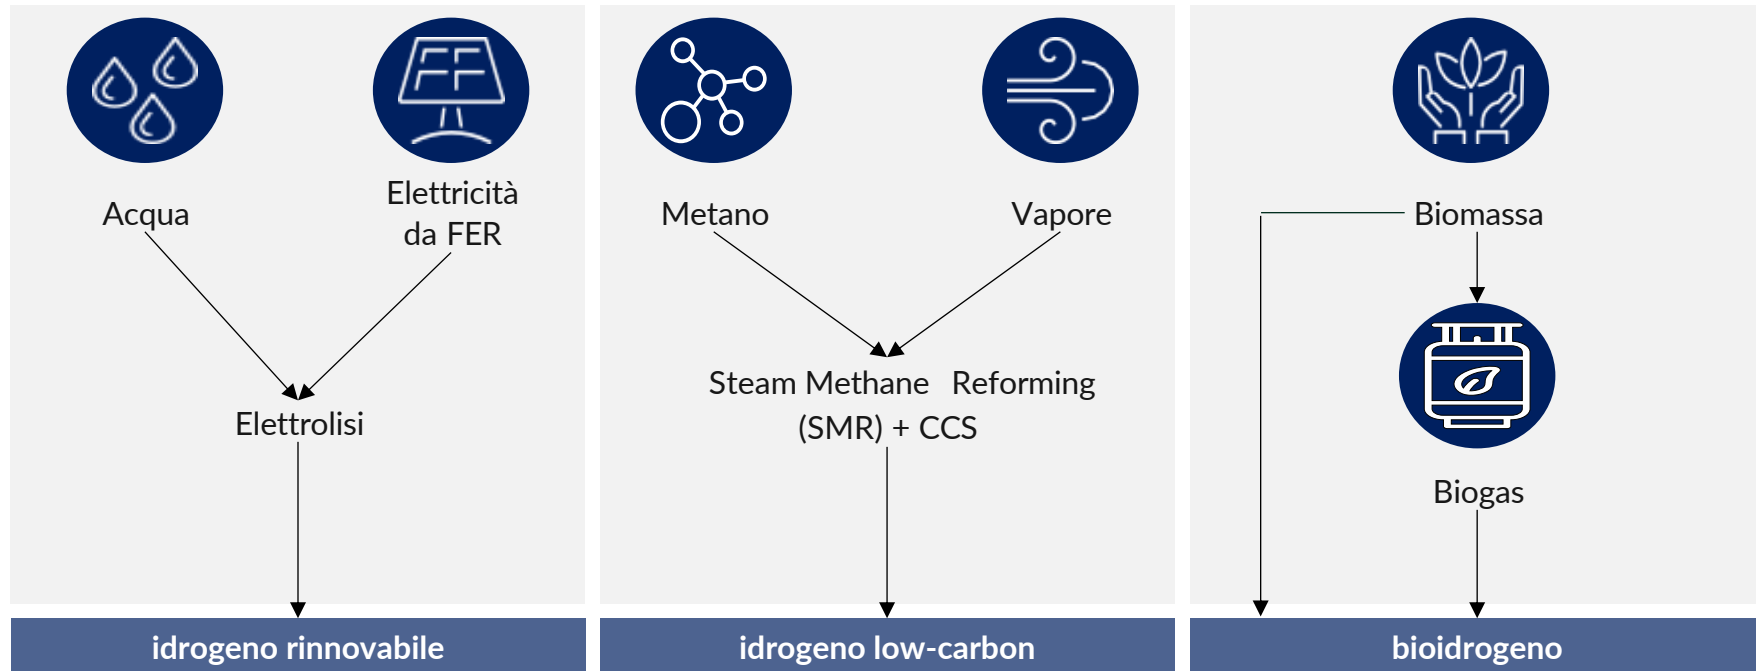 Acqua
Elettricità
da FER
Elettrolisi
idrogeno rinnovabile
Metano
Vapore
Steam Methane Reforming
(SMR) + CCS
idrogeno low-carbon
Biomassa
Biogas
bioidrogeno